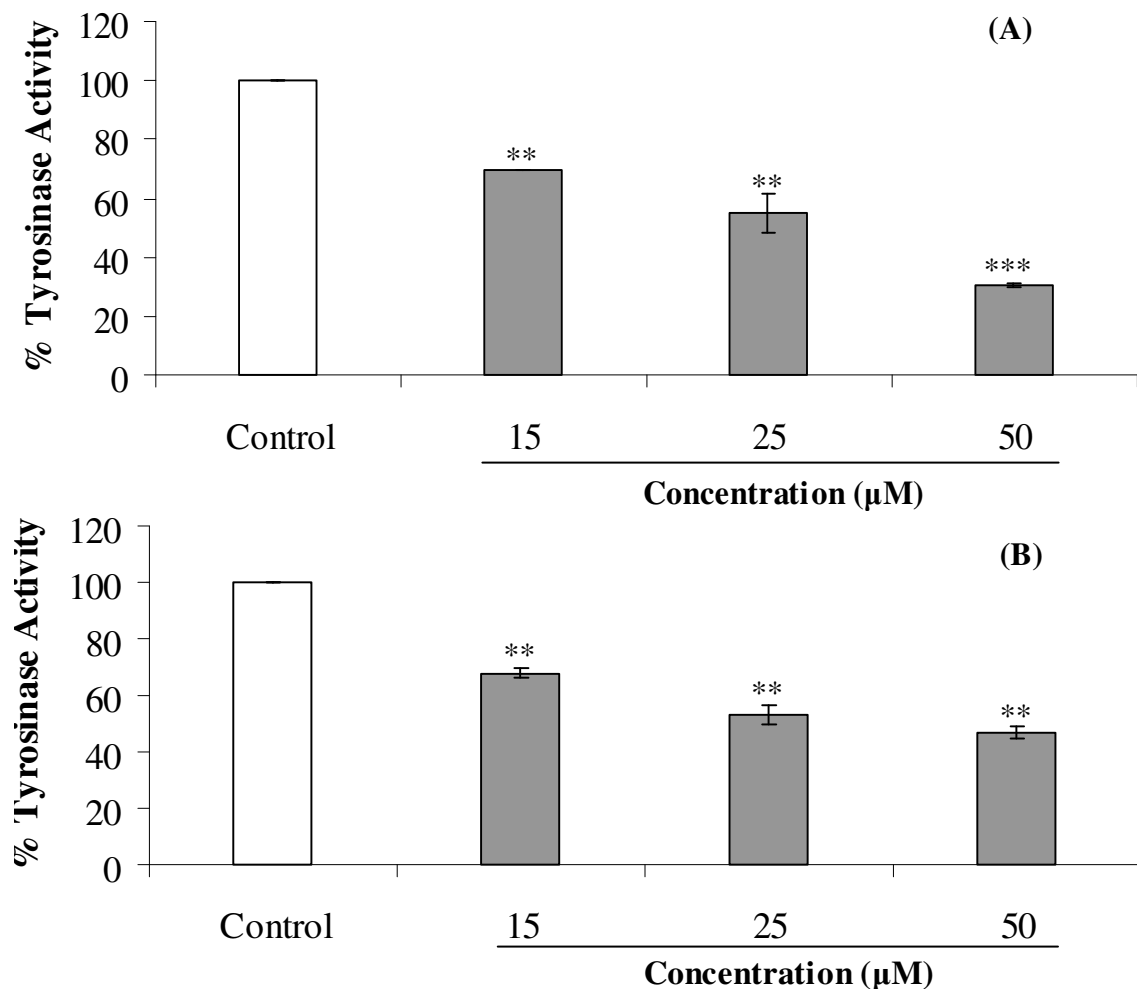 (A)
% Tyrosinase Activity
120
100
80
60
40
20
0
**
**
***
Control 15 25 50
Concentration (μM)
(B)
% Tyrosinase Activity
120
100
80
60
40
20
0
**
**
**
Control 15 25 50
Concentration (μM)